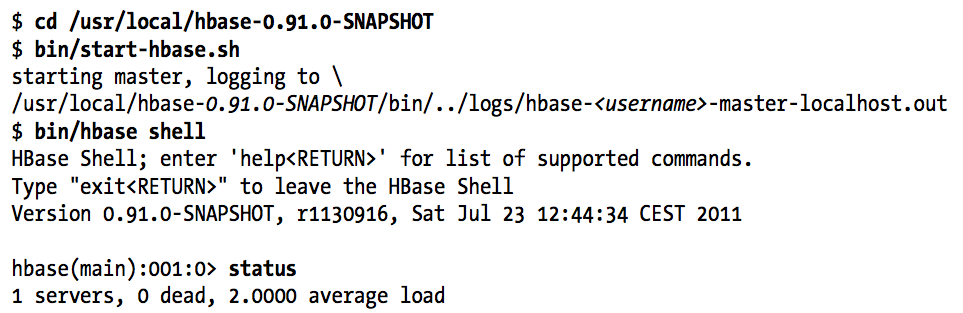 $ cd /usr/local/hbase-0.91.0-SNAPSHOT
$ bin/start-hbase.sh
starting master, logging to \
/usr/local/hbase-0.91.0-SNAPSHOT/bin/../logs/hbase-<username>-master-localhost.out
$ bin/hbase shell
HBase Shell; enter 'help<RETURN>' for list of supported commands.
Type "exit<RETURN>" to leave the HBase Shell
Version 0.91.0-SNAPSHOT, r1130916, Sat Jul 23 12:44:34 CEST 2011
hbase(main):001:0> status
1 servers, 0 dead, 2.0000 average load